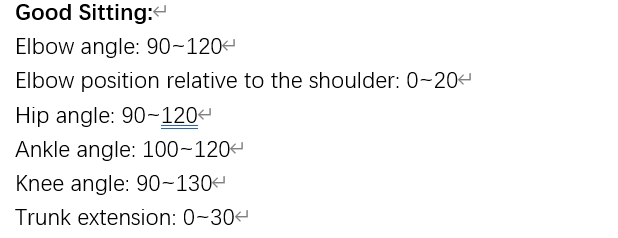 Good Sitting:↵
Elbow angle: 90~120↵
Elbow position relative to the shoulder: 0~20↵
Hip angle: 90~120↵
Ankle angle: 100~120↵
Knee angle: 90~130↵
Trunk extension: 0~30↵